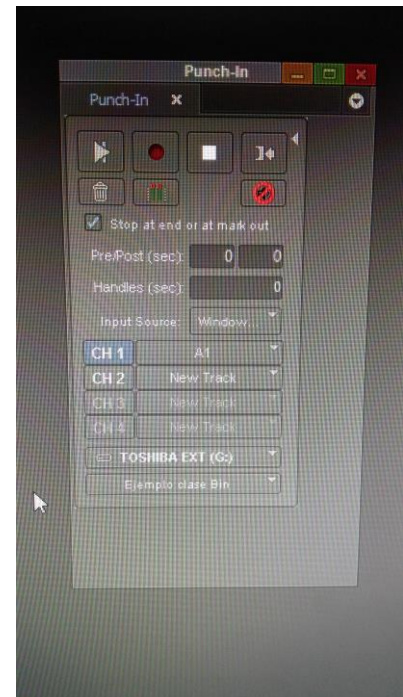 Punch-In
Punch-In
Stop at end or at mark out
Pre/Post (sec): 0 0
Handles (sec): 0
Input Source: Window...
CH 1 A1
CH 2 New Track
CH 3 New Track
CH 4 New Track
TOSHIBA EXT (G:)
Ejemplo clase Bin